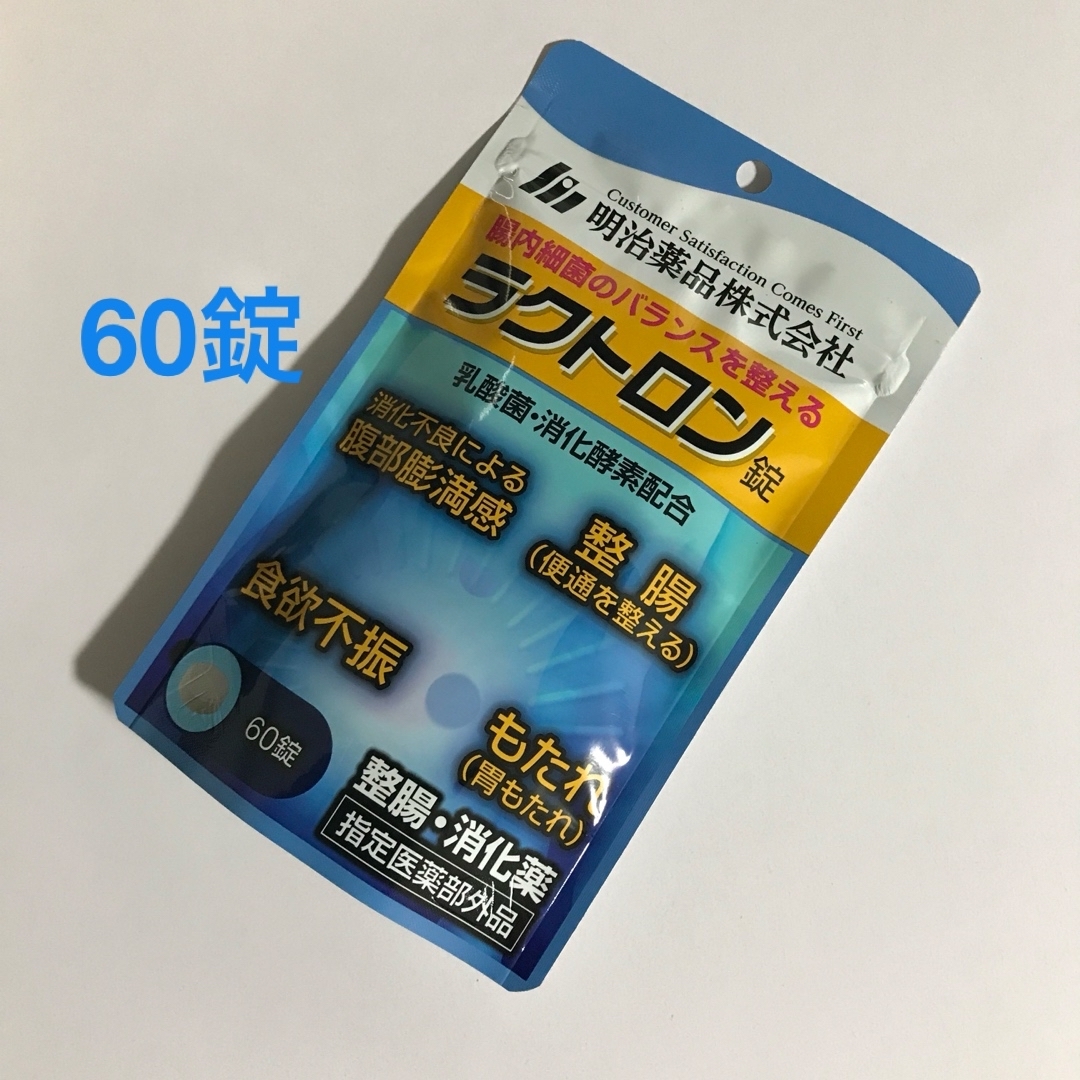 60錠
Customer Satisfaction Comes First
明治薬品株式会社
腸内細菌のバランスを整える
ラクトロン錠
乳酸菌・消化酵素配合
消化不良による
腹部膨満感
整腸
(便通を整える)
食欲不振
もたれ
(胃もたれ)
60錠
整腸・消化薬
指定医薬部外品